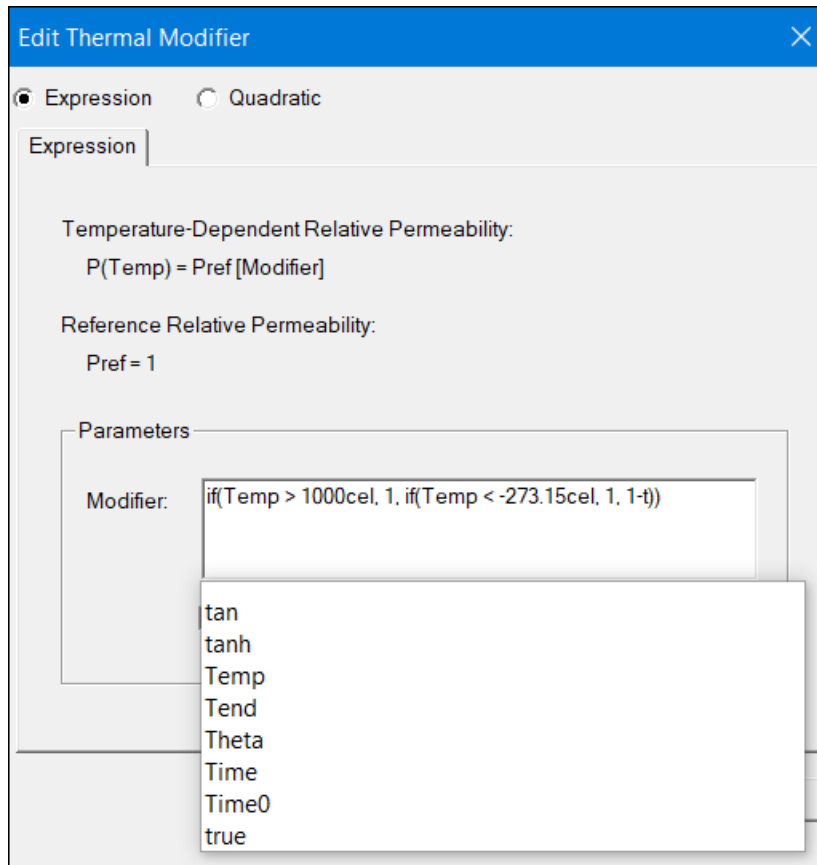 Edit Thermal Modifier
Expression Quadratic
Expression
Temperature-Dependent Relative Permeability:
P(Temp) = Pref [Modifier]
Reference Relative Permeability:
Pref = 1
Parameters
Modifier: if(Temp > 1000cel, 1, if(Temp < -273.15cel, 1, 1-t))
tan
tanh
Temp
Tend
Theta
Time
Time0
true